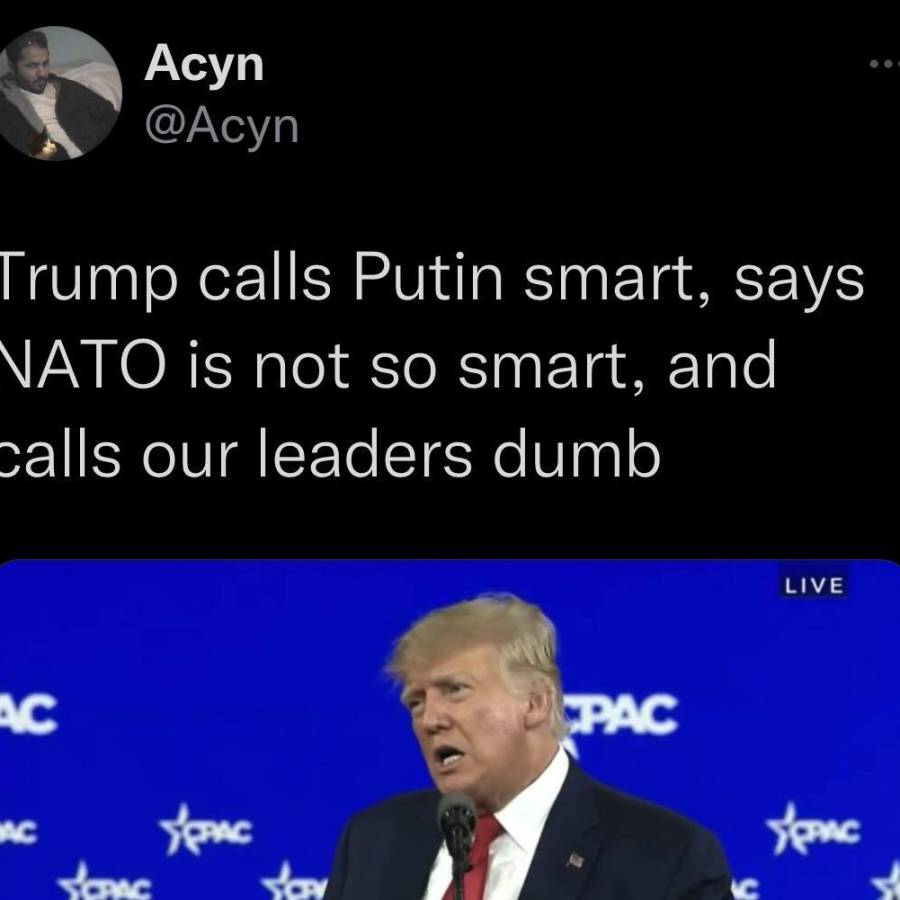 Acyn
@Acyn
Trump calls Putin smart, says
NATO is not so smart, and
calls our leaders dumb
LIVE
AC
CPAC
AC
CPAC
CPAC
CPAC
CPAC
C